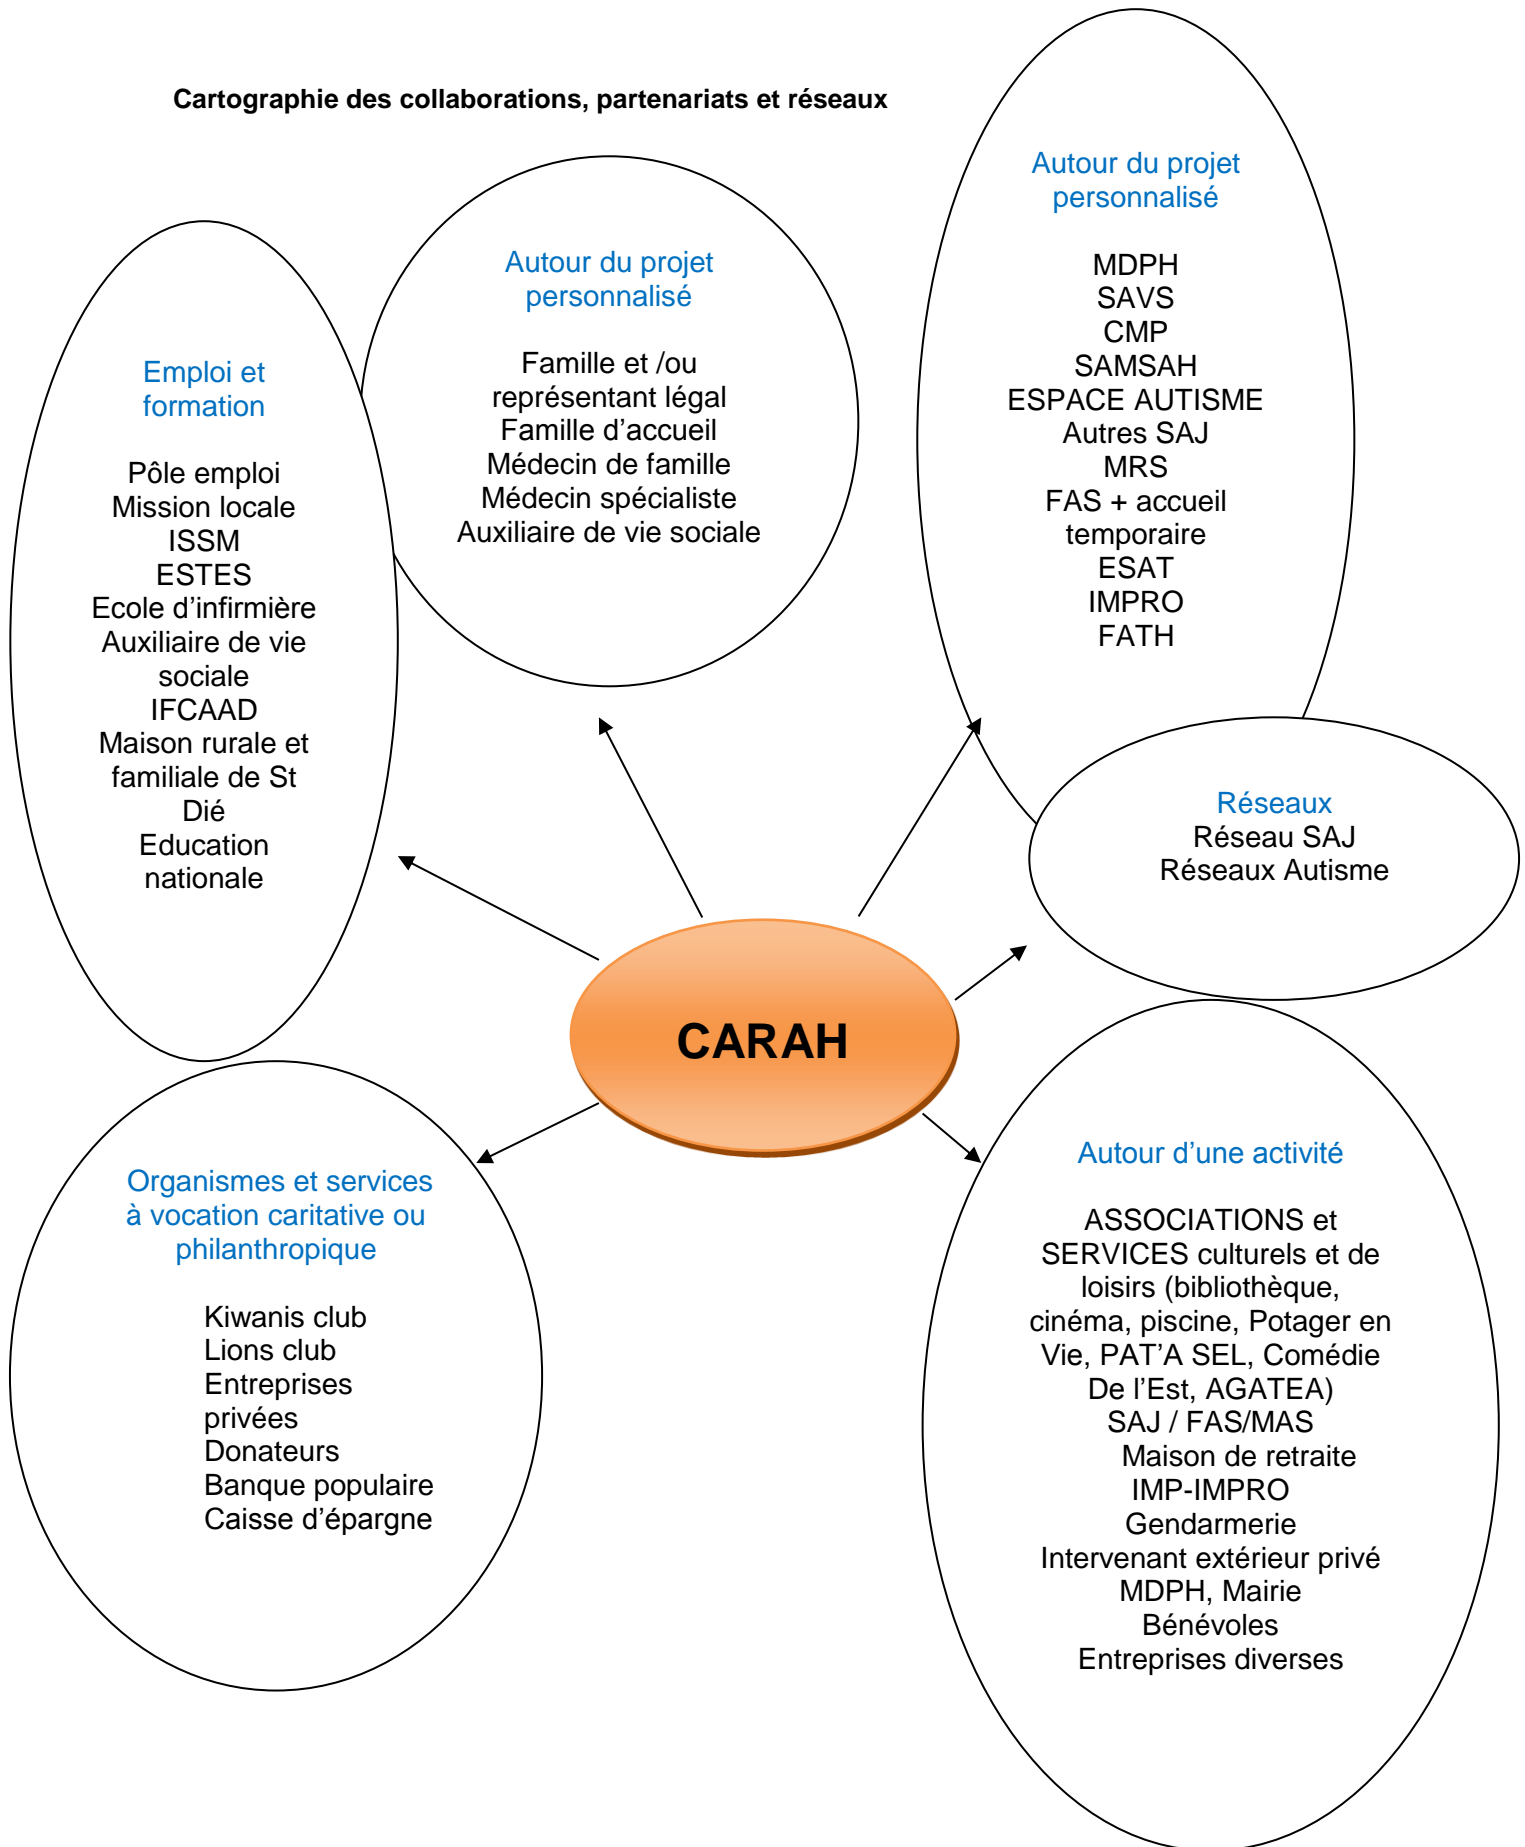 Cartographie des collaborations, partenariats et réseaux
Emploi et
formation
Pôle emploi
Mission locale
ISSM
ESTES
Ecole d’infirmière
Auxiliaire de vie
sociale
IFCAAD
Maison rurale et
familiale de St
Dié
Education
nationale
Autour du projet
personnalisé
Famille et /ou
représentant légal
Famille d’accueil
Médecin de famille
Médecin spécialiste
Auxiliaire de vie sociale
Autour du projet
personnalisé
MDPH
SAVS
CMP
SAMSAH
ESPACE AUTISME
Autres SAJ
MRS
FAS + accueil
temporaire
ESAT
IMPRO
FATH
Réseaux
Réseau SAJ
Réseaux Autisme
CARAH
Organismes et services
à vocation caritative ou
philanthropique
Kiwanis club
Lions club
Entreprises
privées
Donateurs
Banque populaire
Caisse d’épargne
Autour d’une activité
ASSOCIATIONS et
SERVICES culturels et de
loisirs (bibliothèque,
cinéma, piscine, Potager en
Vie, PAT’A SEL, Comédie
De l’Est, AGATEA)
SAJ / FAS/MAS
Maison de retraite
IMP-IMPRO
Gendarmerie
Intervenant extérieur privé
MDPH, Mairie
Bénévoles
Entreprises diverses